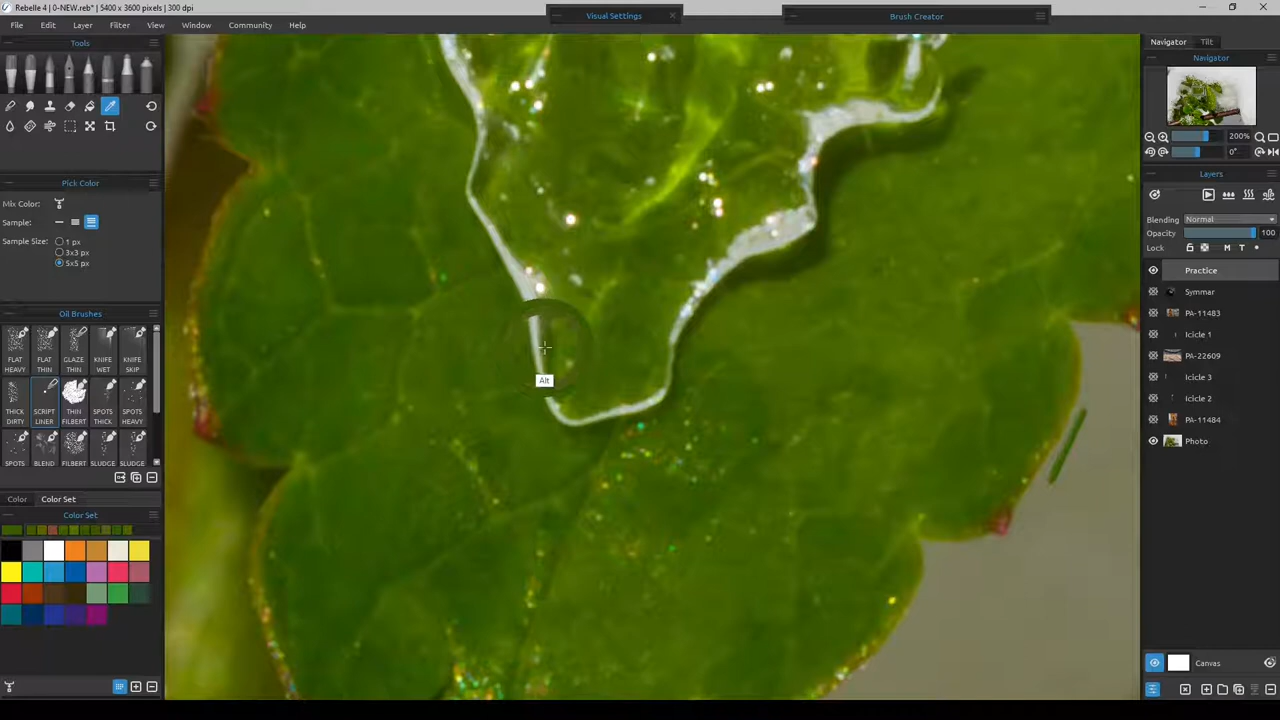 Rebelle 4 | 0-NEW.reb* | 5400 x 3600 pixels | 300 dpi
Visual Settings
Brush Creator
File Edit Layer Filter View Window Community Help
Tools
Pick Color
Mix Color:
Sample:
Sample Size: 1 px
3x3 px
5x5 px
Oil Brushes
FLAT HEAVY
FLAT THIN
GLAZE THIN
KNIFE WET
KNIFE SKIP
THICK DIRTY
SCRIPT LINER
THIN FILBERT
SPOTS THICK
SPOTS HEAVY
SPOTS
BLEND
FILBERT
SLUDGE
SLUDGE
Color Color Set
Color Set
Alt
Navigator Tilt
Navigator
200%
0°
Layers
Blending Normal
Opacity 100
Lock M T
Practice
Symmar
PA-11483
Icicle 1
PA-22609
Icicle 3
Icicle 2
PA-11484
Photo
Canvas